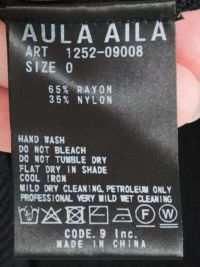 AULA AILA
ART 1252-09008
SIZE 0
65% RAYON
35% NYLON
HAND WASH
DO NOT BLEACH
DO NOT TUMBLE DRY
FLAT DRY IN SHADE
COOL IRON
MILD DRY CLEANING, PETROLEUM ONLY
PROFESSIONAL VERY MILD WET CLEANING
F W
CODE. 9 Inc.
MADE IN CHINA